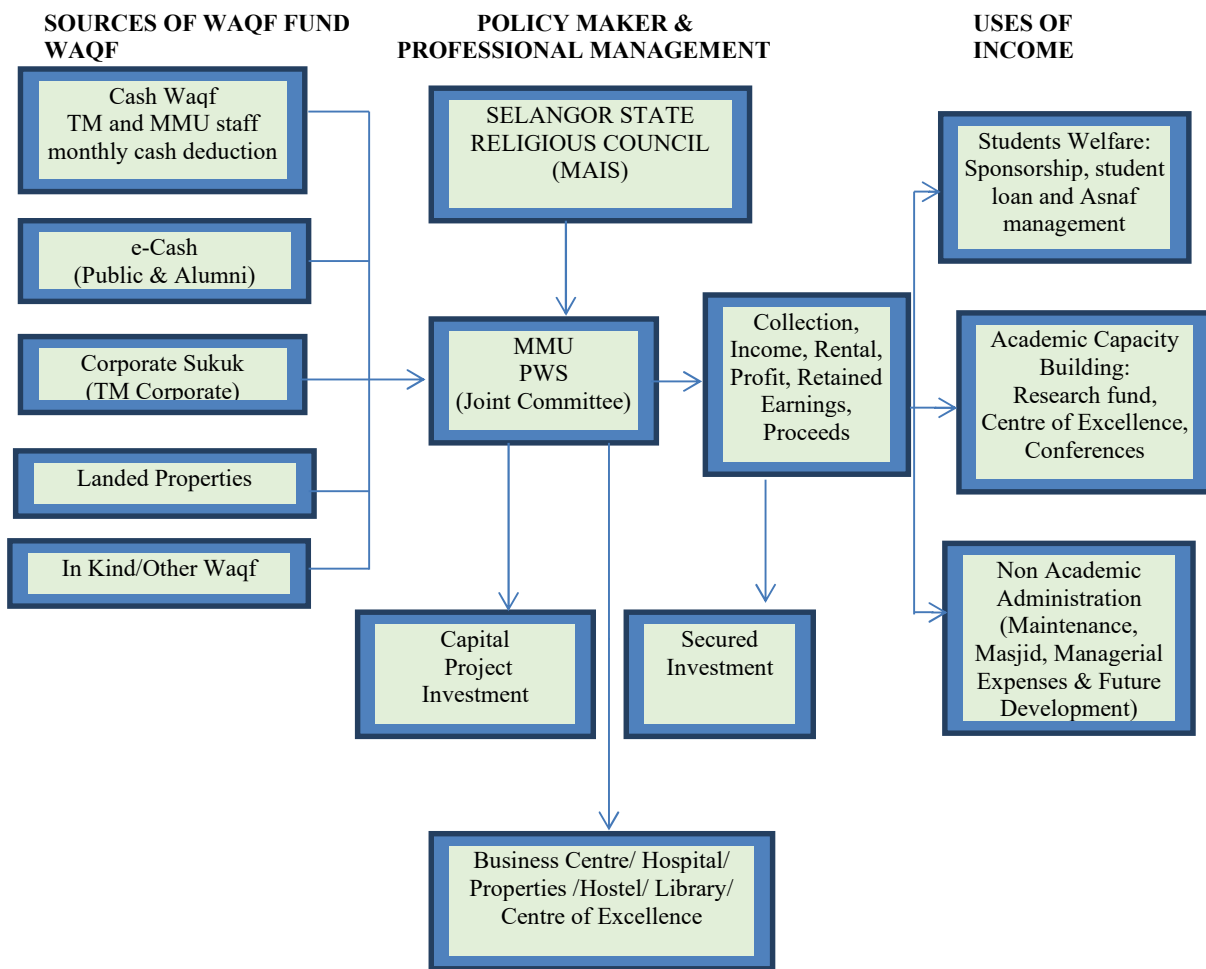 SOURCES OF WAQF FUND
WAQF
POLICY MAKER &
PROFESSIONAL MANAGEMENT
USES OF
INCOME
Cash Waqf
TM and MMU staff
monthly cash deduction
e-Cash
(Public & Alumni)
Corporate Sukuk
(TM Corporate)
Landed Properties
In Kind/Other Waqf
SELANGOR STATE
RELIGIOUS COUNCIL
(MAIS)
MMU
PWS
(Joint Committee)
Collection,
Income, Rental,
Profit, Retained
Earnings,
Proceeds
Capital
Project
Investment
Secured
Investment
Business Centre/ Hospital/
Properties /Hostel/ Library/
Centre of Excellence
Students Welfare:
Sponsorship, student
loan and Asnaf
management
Academic Capacity
Building:
Research fund,
Centre of Excellence,
Conferences
Non Academic
Administration
(Maintenance,
Masjid, Managerial
Expenses & Future
Development)